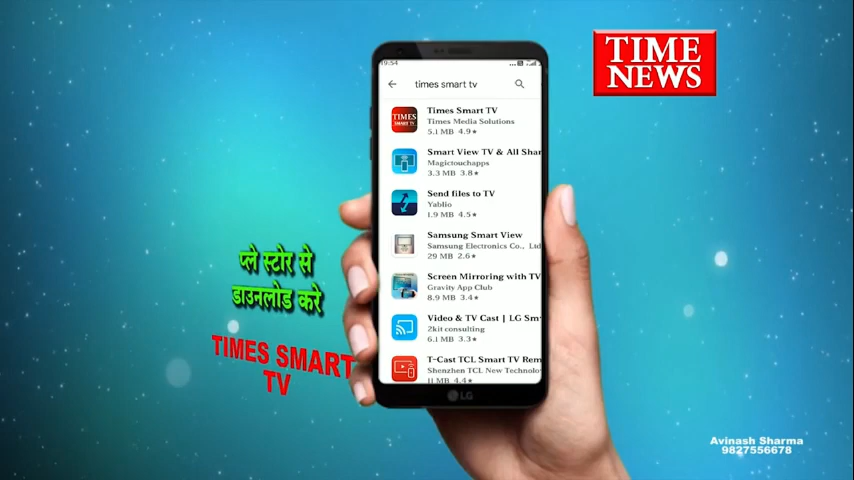 TIME
NEWS
19:54
times smart tv
TIMES
SMART TV
Times Smart TV
Times Media Solutions
5.1 MB 4.9★
Smart View TV & All Shar
Magictouchapps
3.3 MB 3.8★
Send files to TV
Yablio
1.9 MB 4.5★
Samsung Smart View
Samsung Electronics Co., Ltd
29 MB 2.6★
Screen Mirroring with TV
Gravity App Club
8.9 MB 3.4★
Video & TV Cast | LG Sm
2kit consulting
6.1 MB 3.3★
T-Cast TCL Smart TV Rem
Shenzhen TCL New Technolo
11 MB 4.4★
LG
प्ले स्टोर से
डाउनलोड करे
TIMES SMART
TV
Avinash Sharma
9827556678